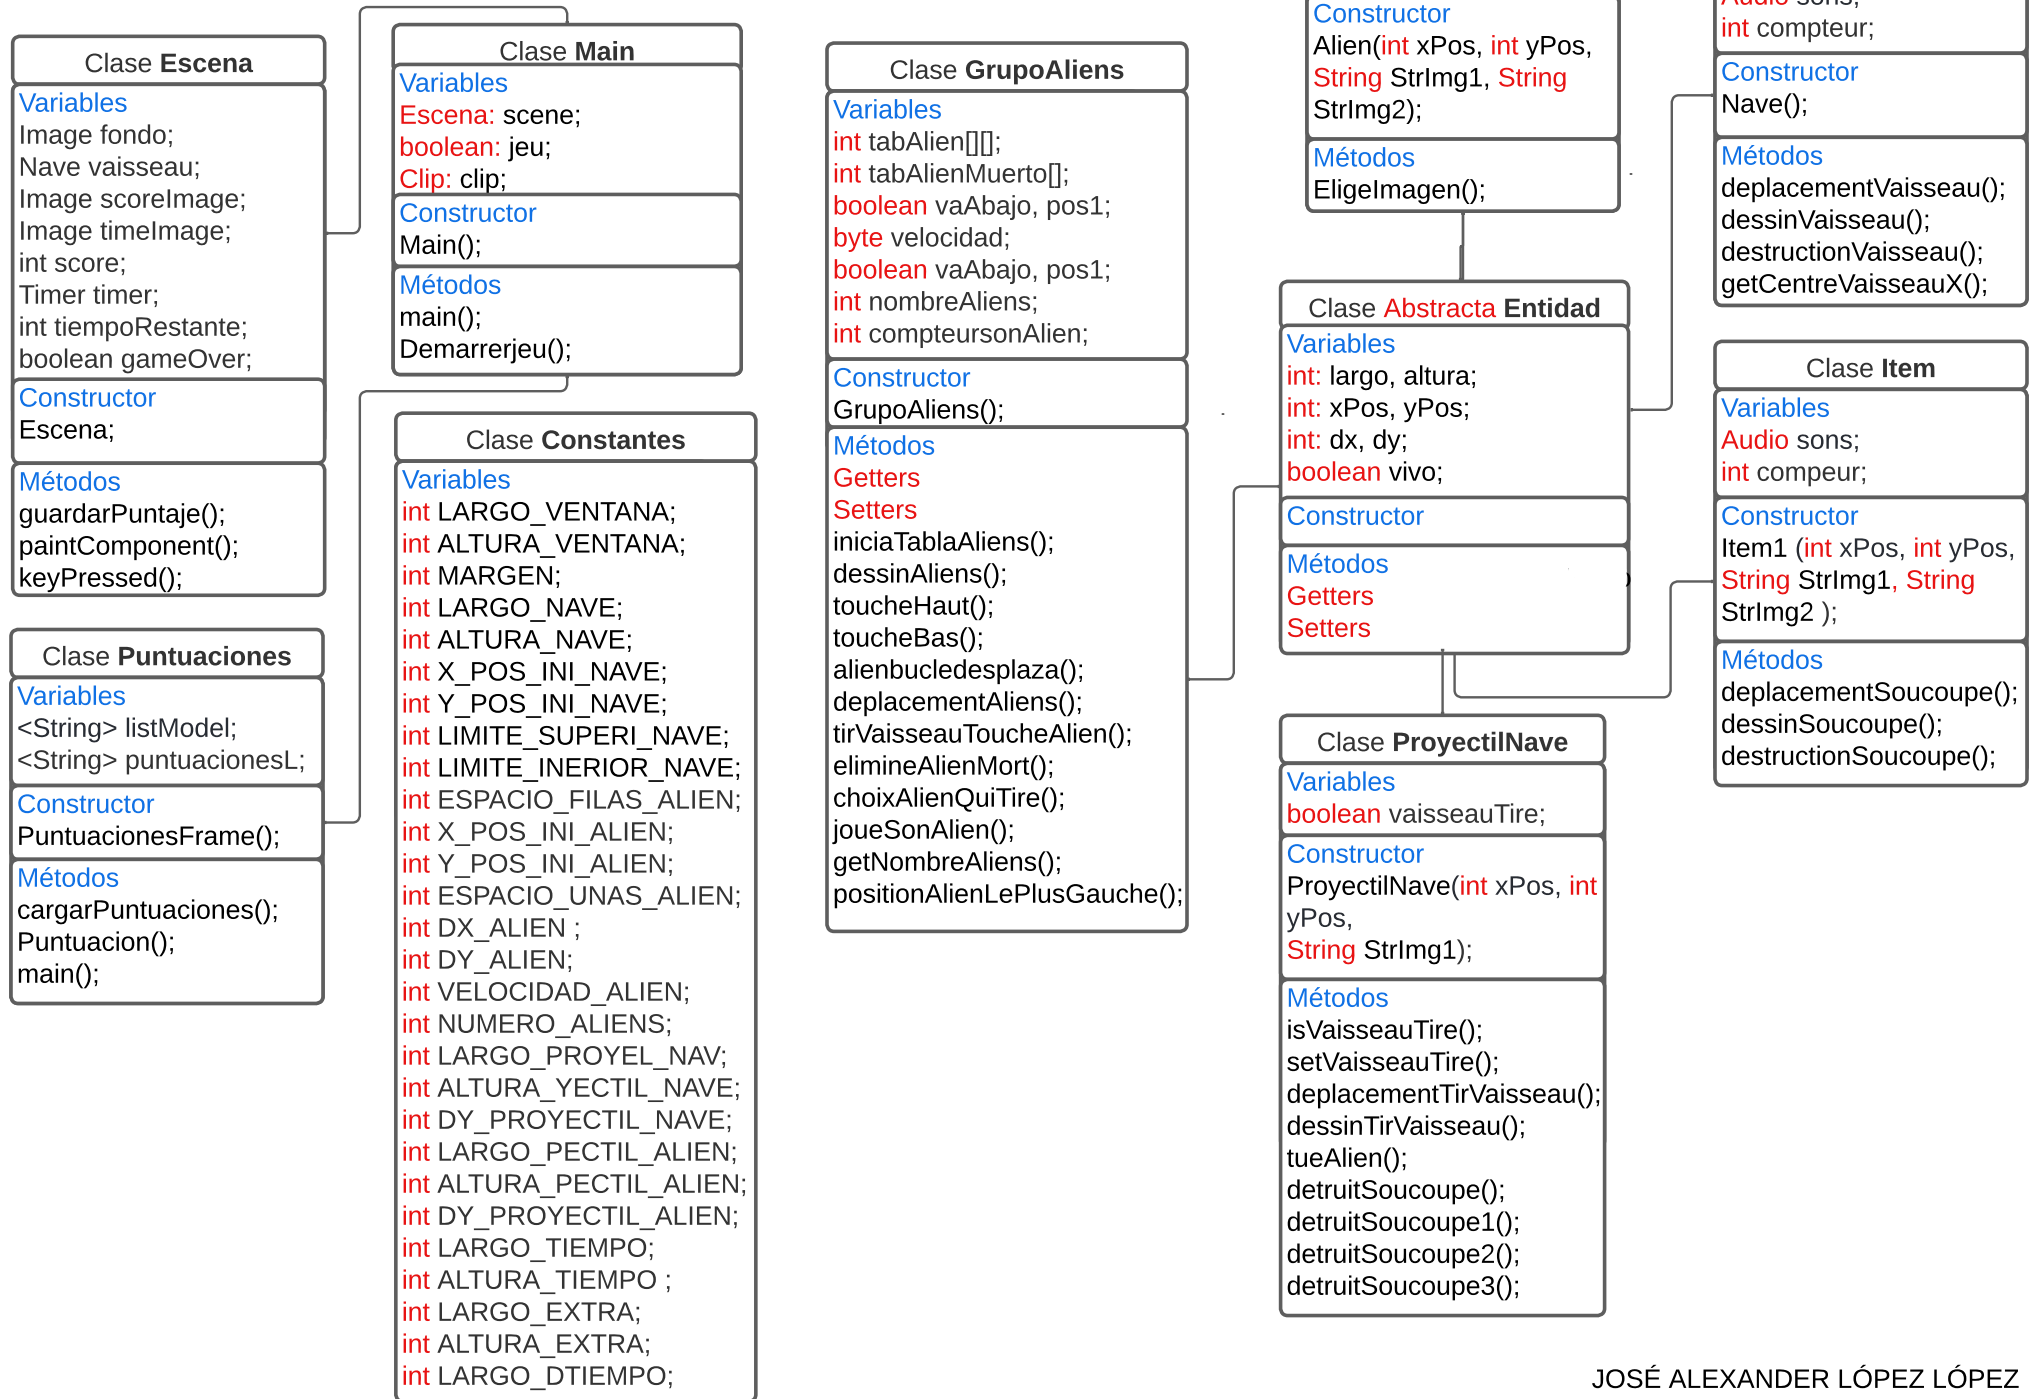 Clase Escena
Variables
Image fondo;
Nave vaisseau;
Image scoreImage;
Image timeImage;
int score;
Timer timer;
int tiempoRestante;
boolean gameOver;
Constructor
Escena;
Métodos
guardarPuntaje();
paintComponent();
keyPressed();
Clase Puntuaciones
Variables
<String> listModel;
<String> puntuacionesL;
Constructor
PuntuacionesFrame();
Métodos
cargarPuntuaciones();
Puntuacion();
main();
Clase Main
Variables
Escena: scene;
boolean: jeu;
Clip: clip;
Constructor
Main();
Métodos
main();
Demarrerjeu();
Clase Constantes
Variables
int LARGO_VENTANA;
int ALTURA_VENTANA;
int MARGEN;
int LARGO_NAVE;
int ALTURA_NAVE;
int X_POS_INI_NAVE;
int Y_POS_INI_NAVE;
int LIMITE_SUPERI_NAVE;
int LIMITE_INERIOR_NAVE;
int ESPACIO_FILAS_ALIEN;
int X_POS_INI_ALIEN;
int Y_POS_INI_ALIEN;
int ESPACIO_UNAS_ALIEN;
int DX_ALIEN ;
int DY_ALIEN;
int VELOCIDAD_ALIEN;
int NUMERO_ALIENS;
int LARGO_PROYEL_NAV;
int ALTURA_YECTIL_NAVE;
int DY_PROYECTIL_NAVE;
int LARGO_PECTIL_ALIEN;
int ALTURA_PECTIL_ALIEN;
int DY_PROYECTIL_ALIEN;
int LARGO_TIEMPO;
int ALTURA_TIEMPO ;
int LARGO_EXTRA;
int ALTURA_EXTRA;
int LARGO_DTIEMPO;
Clase GrupoAliens
Variables
int tabAlien[][];
int tabAlienMuerto[];
boolean vaAbajo, pos1;
byte velocidad;
boolean vaAbajo, pos1;
int nombreAliens;
int compteursonAlien;
Constructor
GrupoAliens();
Métodos
Getters
Setters
iniciaTablaAliens();
dessinAliens();
toucheHaut();
toucheBas();
alienbucledesplaza();
deplacementAliens();
tirVaisseauToucheAlien();
elimineAlienMort();
choixAlienQuiTire();
joueSonAlien();
getNombreAliens();
positionAlienLePlusGauche();
Constructor
Alien(int xPos, int yPos,
String StrImg1, String
StrImg2);
Métodos
EligeImagen();
Clase Abstracta Entidad
Variables
int: largo, altura;
int: xPos, yPos;
int: dx, dy;
boolean vivo;
Constructor
Métodos
Getters
Setters
Clase ProyectilNave
Variables
boolean vaisseauTire;
Constructor
ProyectilNave(int xPos, int
yPos,
String StrImg1);
Métodos
isVaisseauTire();
setVaisseauTire();
deplacementTirVaisseau();
dessinTirVaisseau();
tueAlien();
detruitSoucoupe();
detruitSoucoupe1();
detruitSoucoupe2();
detruitSoucoupe3();
Audio sons;
int compteur;
Constructor
Nave();
Métodos
deplacementVaisseau();
dessinVaisseau();
destructionVaisseau();
getCentreVaisseauX();
Clase Item
Variables
Audio sons;
int compeur;
Constructor
Item1 (int xPos, int yPos,
String StrImg1, String
StrImg2 );
Métodos
deplacementSoucoupe();
dessinSoucoupe();
destructionSoucoupe();
JOSÉ ALEXANDER LÓPEZ LÓPEZ